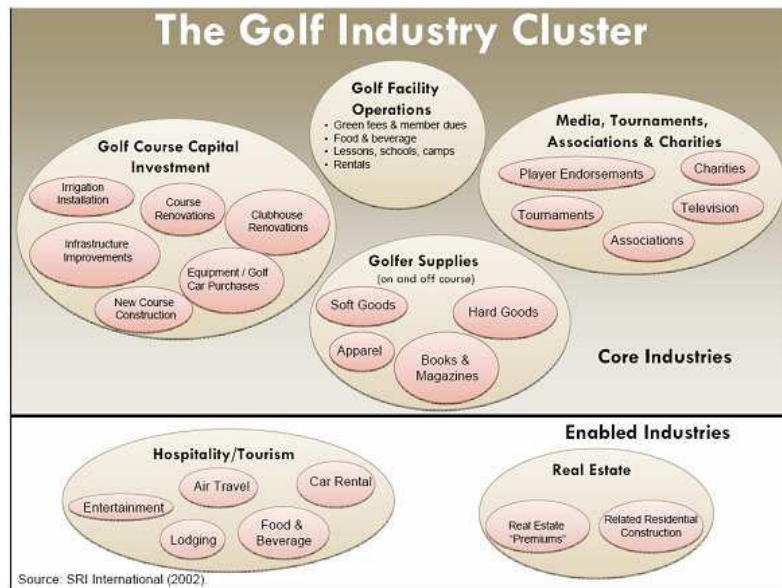 The Golf Industry Cluster
Golf Facility
Operations
• Green fees & member dues
• Food & beverage
• Lessons, schools, camps
• Rentals
Golf Course Capital
Investment
Irrigation
Installation
Course
Renovations
Clubhouse
Renovations
Infrastructure
Improvements
Equipment / Golf
Car Purchases
New Course
Construction
Media, Tournaments,
Associations & Charities
Player Endorsements
Charities
Tournaments
Television
Associations
Golfer Supplies
(on and off course)
Soft Goods
Hard Goods
Apparel
Books &
Magazines
Core Industries
Enabled Industries
Hospitality/Tourism
Air Travel
Car Rental
Entertainment
Lodging
Food &
Beverage
Real Estate
Real Estate
"Premiums"
Related Residential
Construction
Source: SRI International (2002).